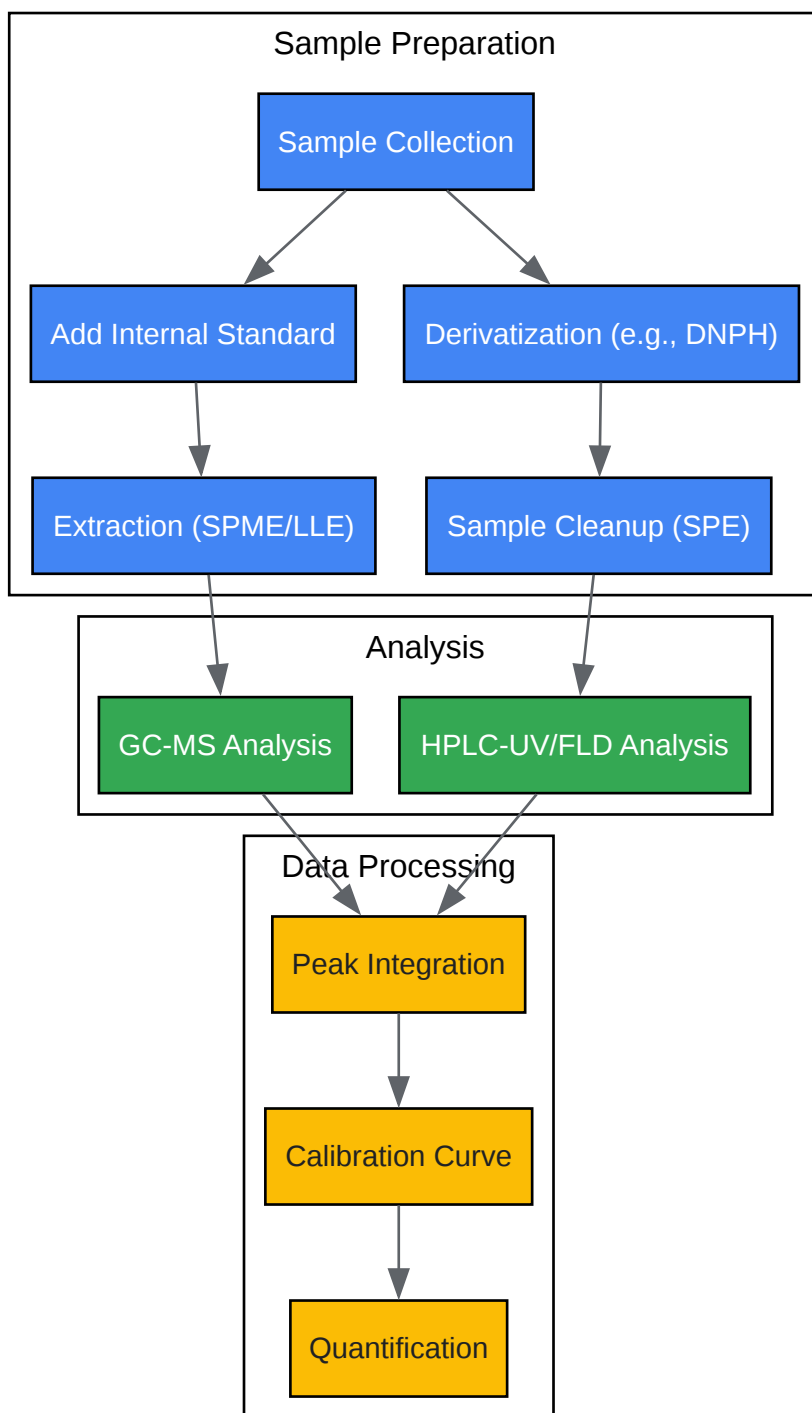 Sample Preparation
Sample Collection
Add Internal Standard
Derivatization (e.g., DNPH)
Extraction (SPME/LLE)
Sample Cleanup (SPE)
Analysis
GC-MS Analysis
HPLC-UV/FLD Analysis
Data Processing
Peak Integration
Calibration Curve
Quantification